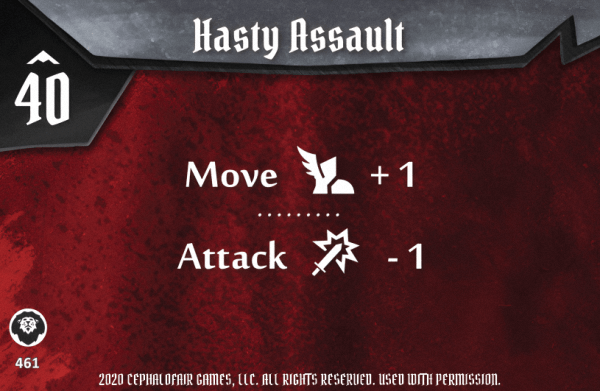 Hasty Assault
40
Move + 1
Attack - 1
461
2020 CEPHALOFAIR GAMES, LLC. ALL RIGHTS RESERVED. USED WITH PERMISSION.